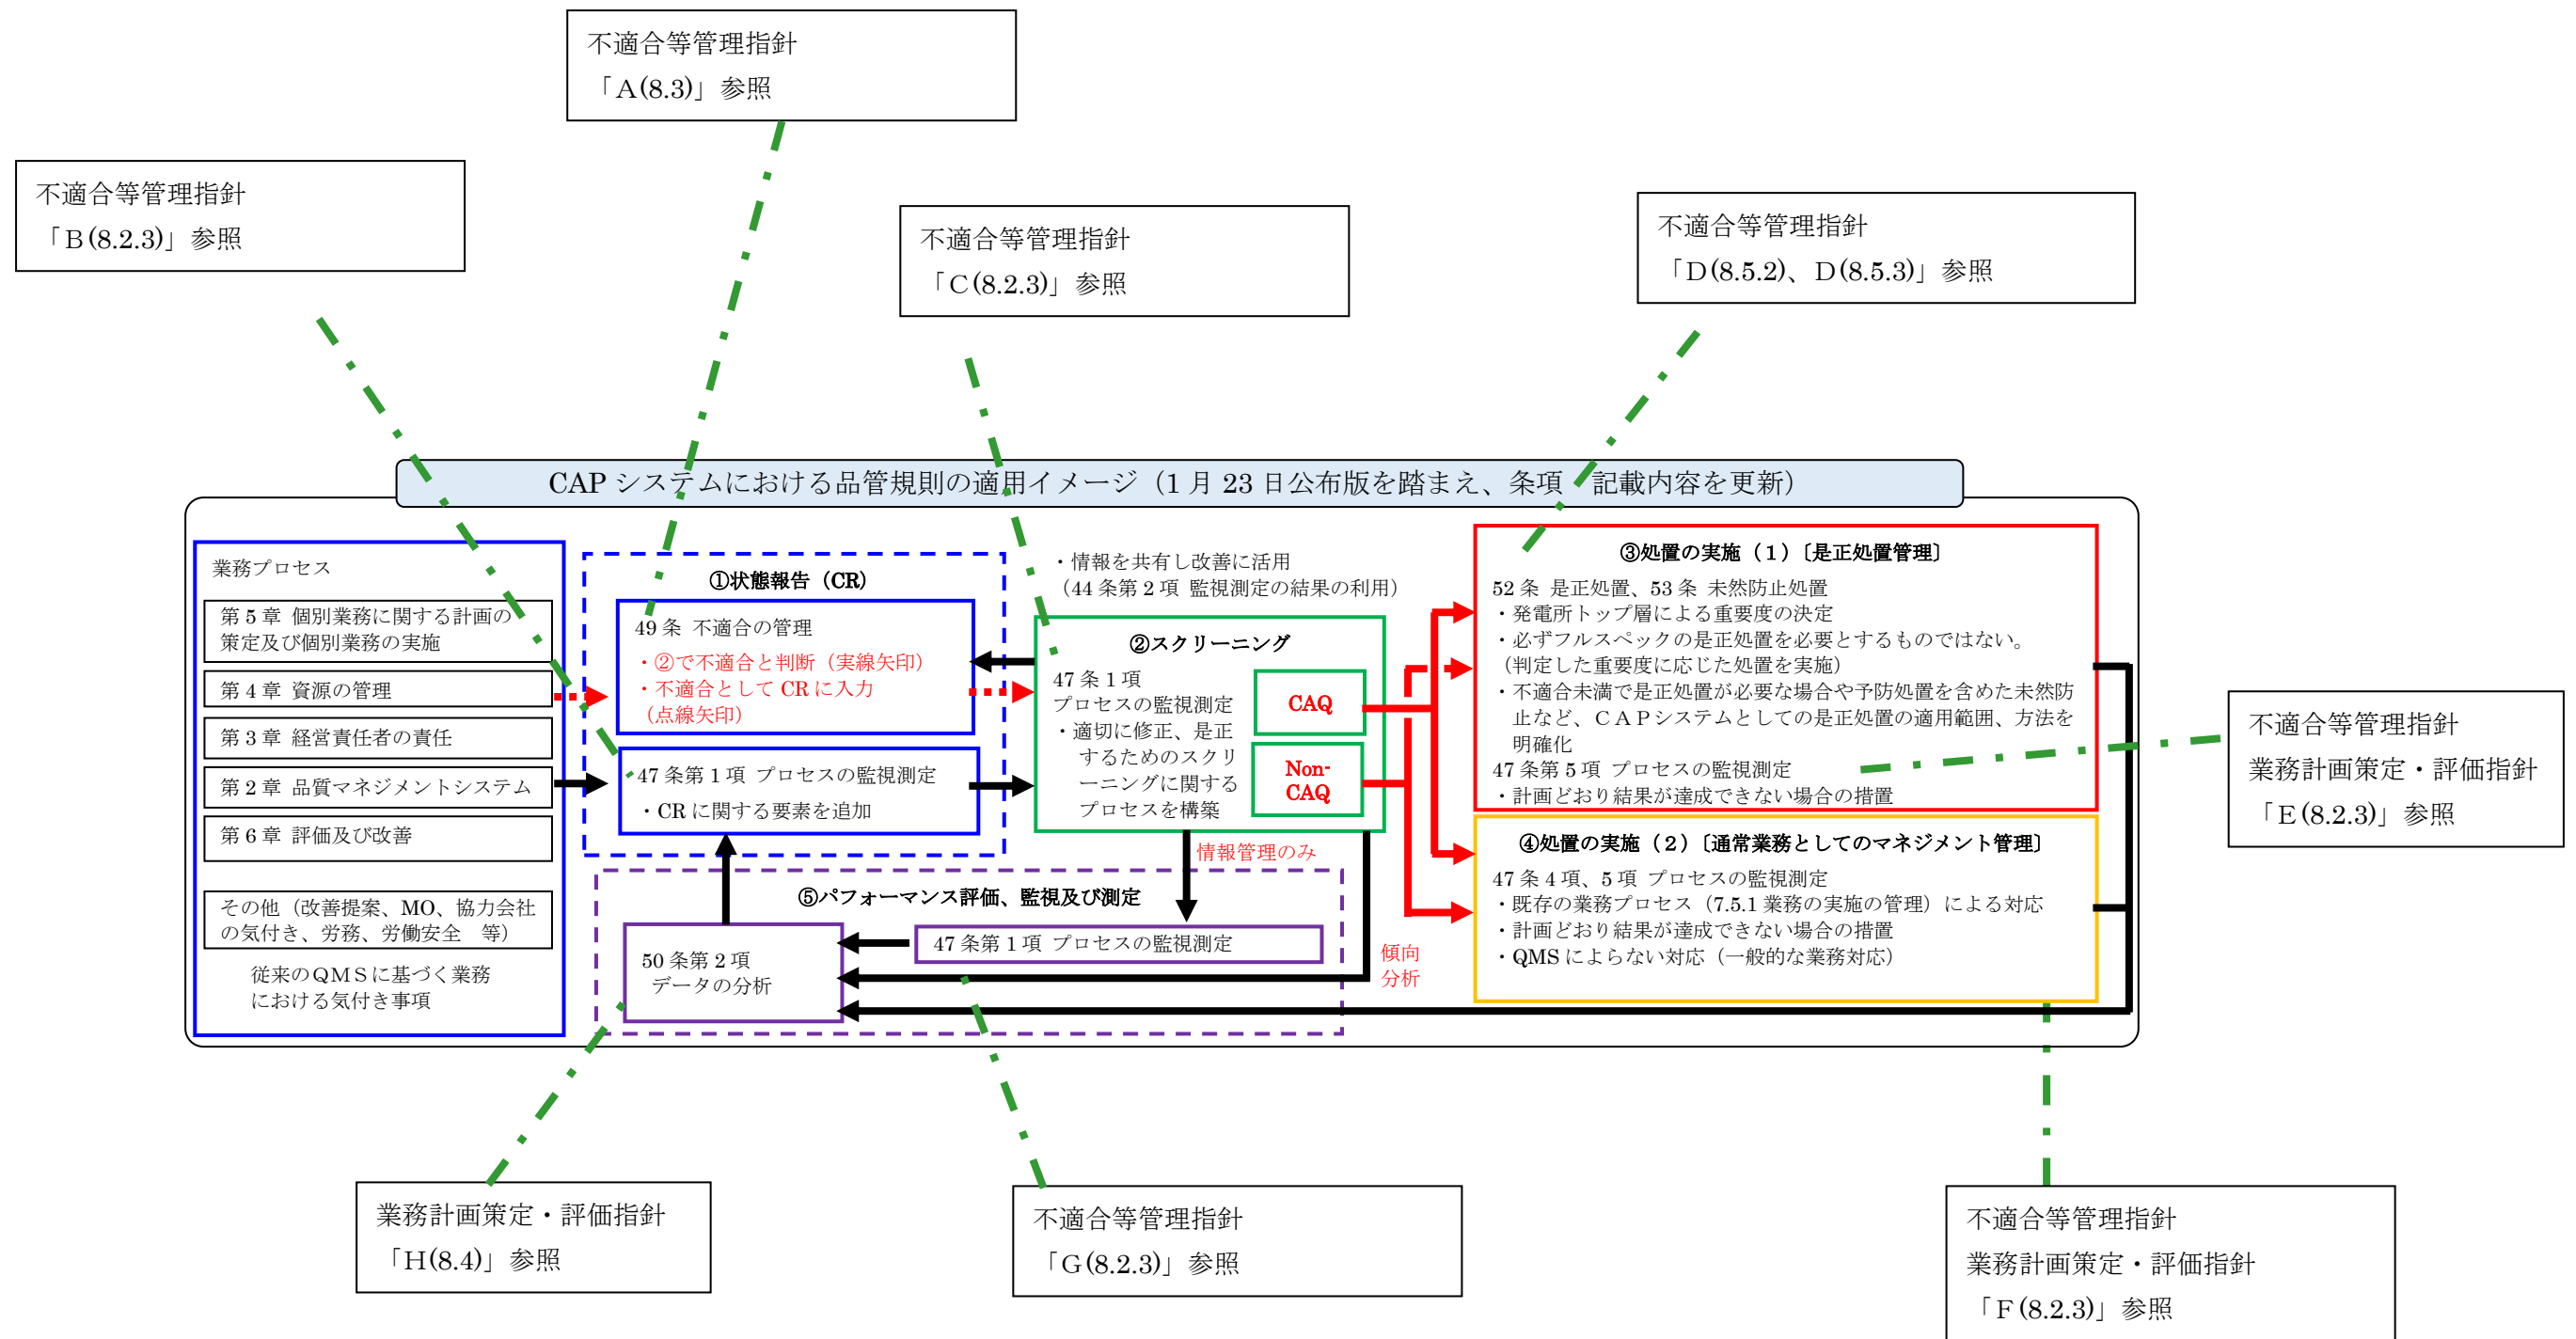 不適合等管理指針
「A(8.3)」参照
不適合等管理指針
「B(8.2.3)」参照
不適合等管理指針
「C(8.2.3)」参照
不適合等管理指針
「D(8.5.2)、D(8.5.3)」参照
CAPシステムにおける品管規則の適用イメージ（1月23日公布版を踏まえ、条項　記載内容を更新）
業務プロセス
第5章 個別業務に関する計画の
策定及び個別業務の実施
第4章 資源の管理
第3章 経営責任者の責任
第2章 品質マネジメントシステム
第6章 評価及び改善
その他（改善提案、MO、協力会社
の気付き、労務、労働安全　等）
従来のQMSに基づく業務
における気付き事項
①状態報告（CR）
49条 不適合の管理
・②で不適合と判断（実線矢印）
・不適合としてCRに入力
（点線矢印）
47条第1項 プロセスの監視測定
・CRに関する要素を追加
・情報を共有し改善に活用
（44条第2項 監視測定の結果の利用）
②スクリーニング
47条1項
プロセスの監視測定
・適切に修正、是正
するためのスクリ
ーニングに関する
プロセスを構築
CAQ
Non-
CAQ
情報管理のみ
③処置の実施（１）〔是正処置管理〕
52条 是正処置、53条 未然防止処置
・発電所トップ層による重要度の決定
・必ずフルスペックの是正処置を必要とするものではない。
（判定した重要度に応じた処置を実施）
・不適合未満で是正処置が必要な場合や予防処置を含めた未然防
止など、ＣＡＰシステムとしての是正処置の適用範囲、方法を
明確化
47条第5項 プロセスの監視測定
・計画どおり結果が達成できない場合の措置
④処置の実施（２）〔通常業務としてのマネジメント管理〕
47条4項、5項 プロセスの監視測定
・既存の業務プロセス（7.5.1業務の実施の管理）による対応
・計画どおり結果が達成できない場合の措置
・QMSによらない対応（一般的な業務対応）
⑤パフォーマンス評価、監視及び測定
47条第1項 プロセスの監視測定
50条第2項
データの分析
傾向
分析
不適合等管理指針
業務計画策定・評価指針
「E(8.2.3)」参照
業務計画策定・評価指針
「H(8.4)」参照
不適合等管理指針
「G(8.2.3)」参照
不適合等管理指針
業務計画策定・評価指針
「F(8.2.3)」参照